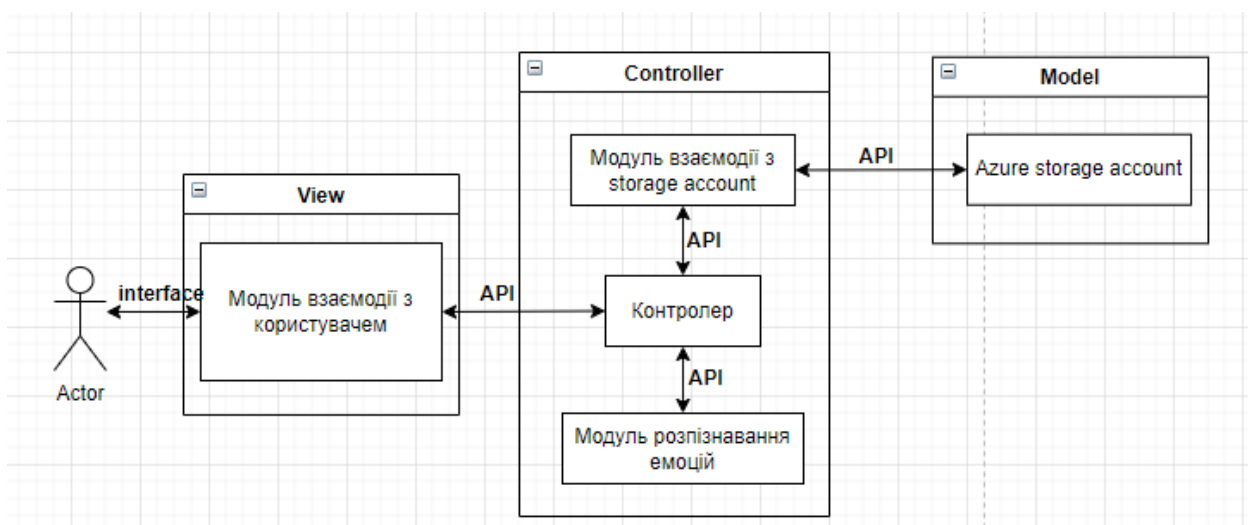 Controller
Model
Модуль взаємодії з
storage account
API
Azure storage account
View
API
interface
Модуль взаємодії з
користувачем
API
Контролер
Actor
API
Модуль розпізнавання
емоцій